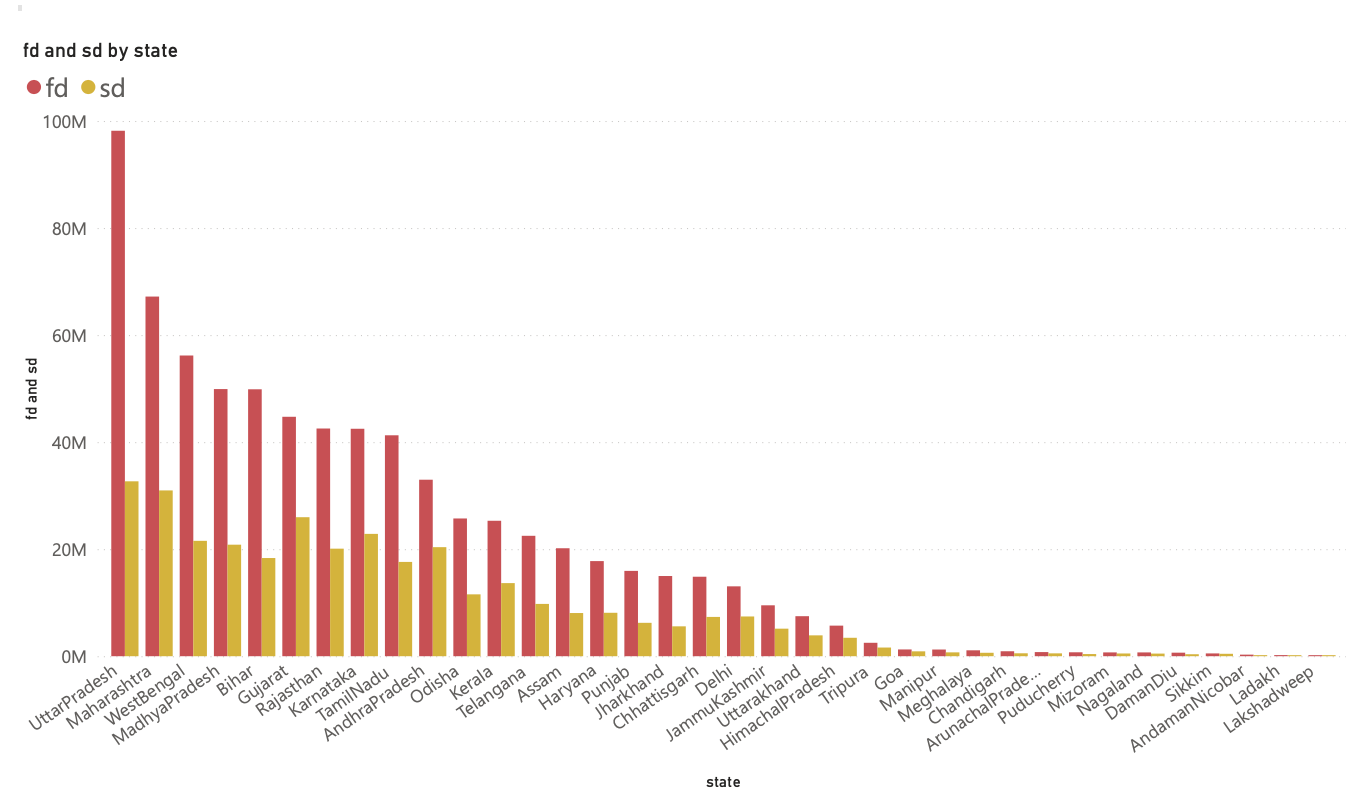 fd and sd by state
fd sd
100M
80M
60M
40M
20M
0M
fd and sd
UttarPradesh
Maharashtra
WestBengal
MadhyaPradesh
Bihar
Gujarat
Rajasthan
Karnataka
TamilNadu
AndhraPradesh
Odisha
Kerala
Telangana
Assam
Haryana
Punjab
Jharkhand
Chhattisgarh
Delhi
JammuKashmir
Uttarakhand
HimachalPradesh
Tripura
Goa
Manipur
Meghalaya
Chandigarh
ArunachalPrade...
Puducherry
Mizoram
Nagaland
DamanDiu
Sikkim
AndamanNicobar
Ladakh
Lakshadweep
state